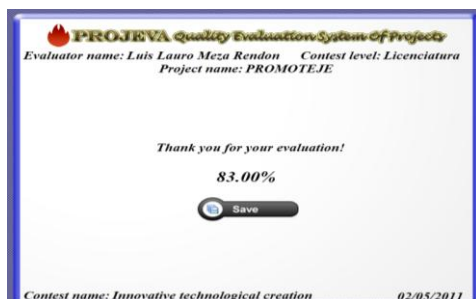 PROJEVA Quality Evaluation System Of Projects
Evaluator name: Luis Lauro Meza Rendon Contest level: Licenciatura
Project name: PROMOTEJE
Thank you for your evaluation!
83.00%
Save
Contest name: Innovative technological creation 02/05/2011